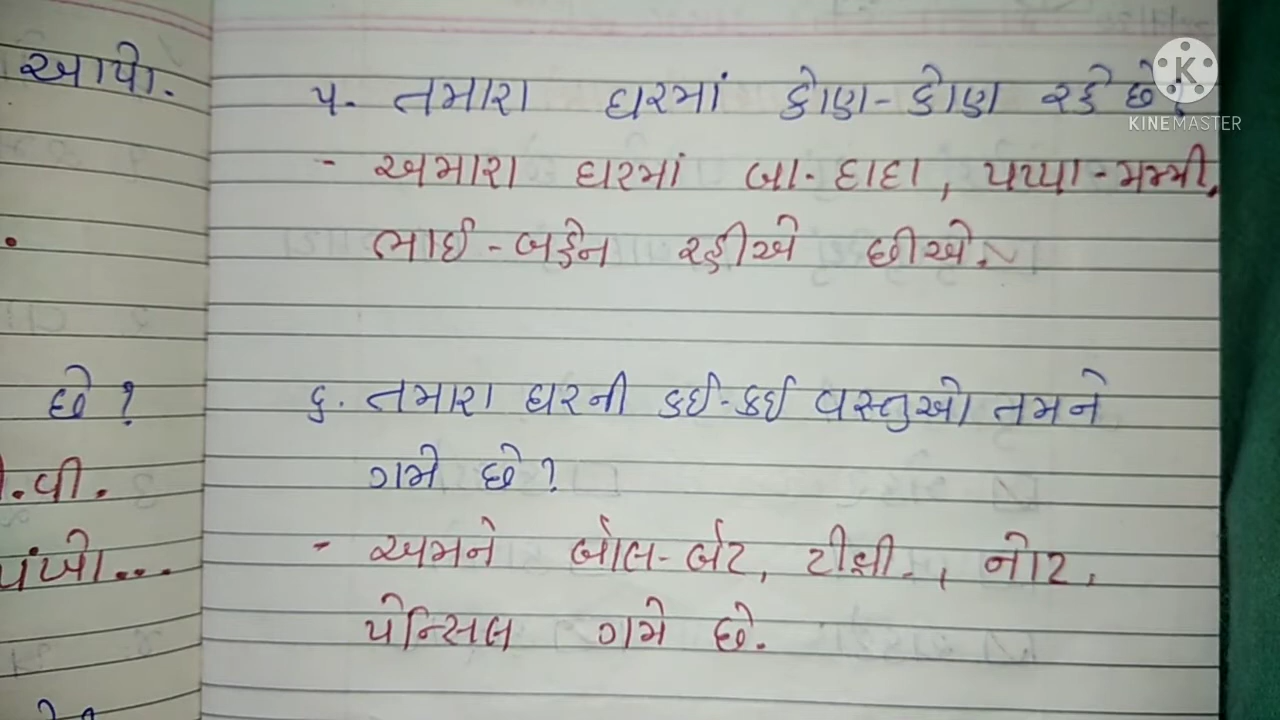 આપો.
૫. તમારા ઘરમાં કોણ-કોણ રહે છે?
- અમારા ઘરમાં બા-દાદા, પપ્પા-મમ્મી,
ભાઈ-બહેન રહીએ છીએ.
છે ?
૬. તમારા ઘરની કઈ-કઈ વસ્તુઓ તમને
ગમે છે ?
.વી.
- અમને બોલ-બેટ, ટીવી., નોટ,
પંખો...
પેન્સિલ ગમે છે.
KINEMASTER